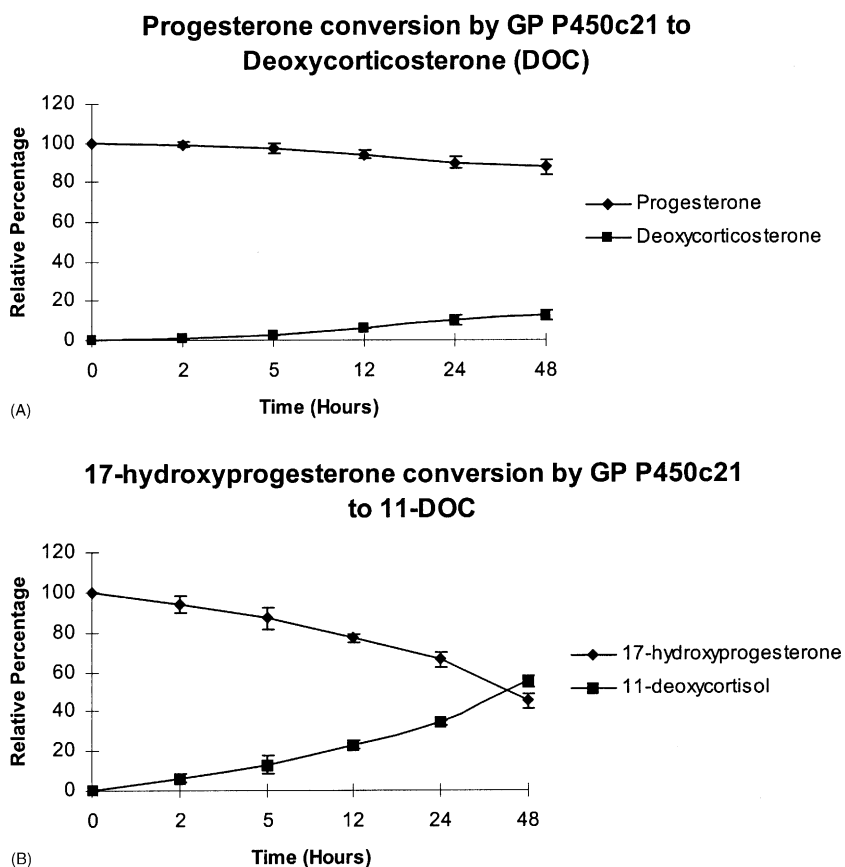 Progesterone conversion by GP P450c21 to
Deoxycorticosterone (DOC)
120
100
80
60
40
20
0
Relative Percentage
0 2 5 12 24 48
Time (Hours)
Progesterone
Deoxycorticosterone
(A)
17-hydroxyprogesterone conversion by GP P450c21
to 11-DOC
120
100
80
60
40
20
0
Relative Percentage
0 2 5 12 24 48
Time (Hours)
17-hydroxyprogesterone
11-deoxycortisol
(B)